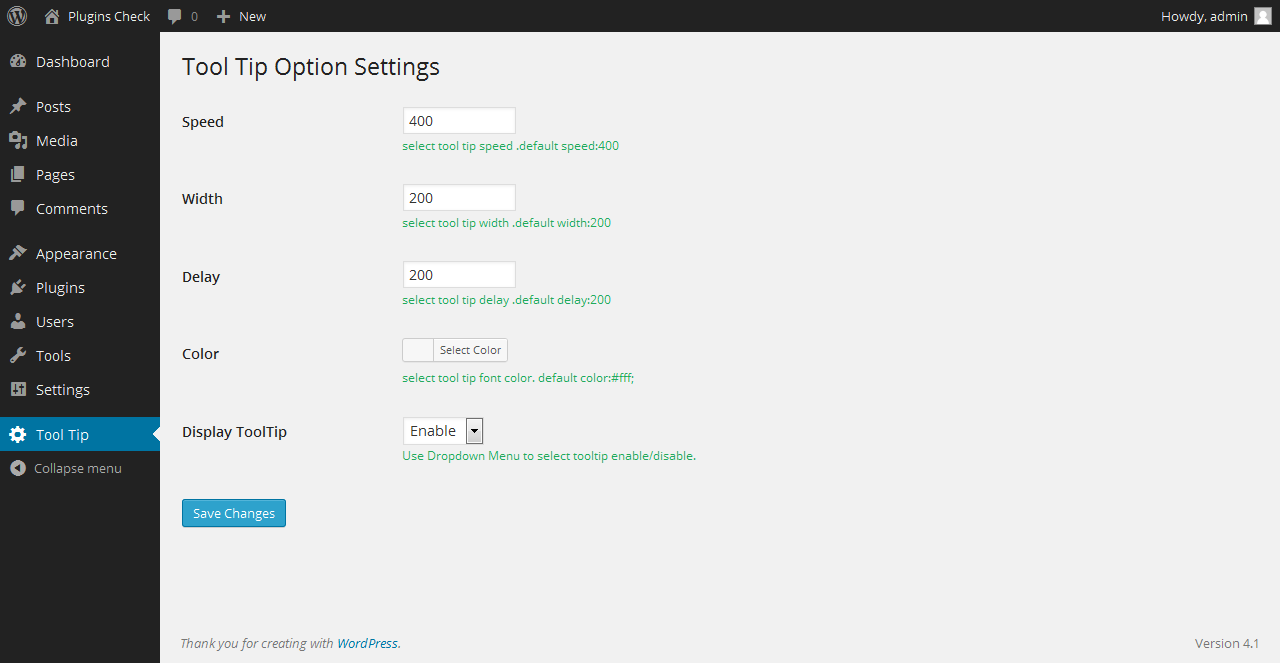 Plugins Check 0 New Howdy, admin
Dashboard
Posts
Media
Pages
Comments
Appearance
Plugins
Users
Tools
Settings
Tool Tip
Collapse menu
Tool Tip Option Settings
Speed 400
select tool tip speed .default speed:400
Width 200
select tool tip width .default width:200
Delay 200
select tool tip delay .default delay:200
Color Select Color
select tool tip font color. default color:#fff;
Display ToolTip Enable
Use Dropdown Menu to select tooltip enable/disable.
Save Changes
Thank you for creating with WordPress. Version 4.1